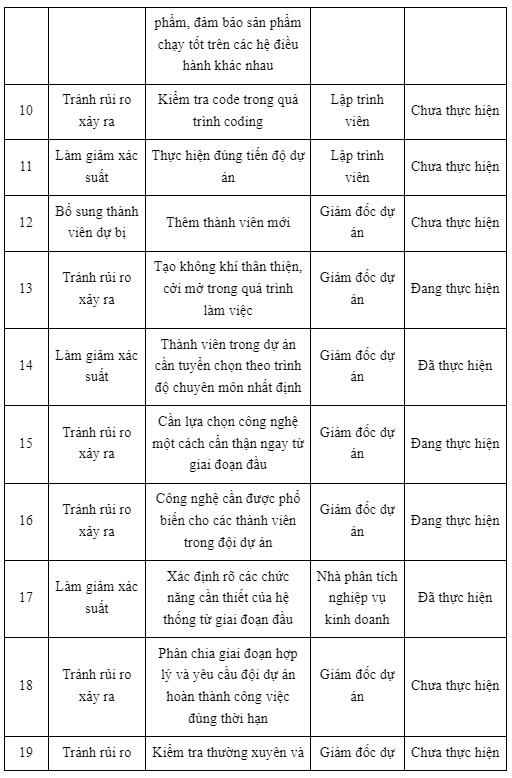 phẩm, đảm bảo sản phẩm
chạy tốt trên các hệ điều
hành khác nhau
10
Tránh rủi ro
xảy ra
Kiểm tra code trong quá
trình coding
Lập trình
viên
Chưa thực hiện
11
Làm giảm xác
suất
Thực hiện đúng tiến độ dự
án
Lập trình
viên
Chưa thực hiện
12
Bổ sung thành
viên dự bị
Thêm thành viên mới
Giám đốc dự
án
Chưa thực hiện
13
Tránh rủi ro
xảy ra
Tạo không khí thân thiện,
cởi mở trong quá trình
làm việc
Giám đốc dự
án
Đang thực hiện
14
Làm giảm xác
suất
Thành viên trong dự án
cần tuyển chọn theo trình
độ chuyên môn nhất định
Giám đốc dự
án
Đã thực hiện
15
Tránh rủi ro
xảy ra
Cần lựa chọn công nghệ
một cách cẩn thận ngay từ
giai đoạn đầu
Giám đốc dự
án
Đang thực hiện
16
Tránh rủi ro
xảy ra
Công nghệ cần được phổ
biến cho các thành viên
trong đội dự án
Giám đốc dự
án
Đang thực hiện
17
Làm giảm xác
suất
Xác định rõ các chức
năng cần thiết của hệ
thống từ giai đoạn đầu
Nhà phân tích
nghiệp vụ
kinh doanh
Đã thực hiện
18
Tránh rủi ro
xảy ra
Phân chia giai đoạn hợp
lý và yêu cầu đội dự án
hoàn thành công việc
đúng thời hạn
Giám đốc dự
án
Chưa thực hiện
19
Tránh rủi ro
Kiểm tra thường xuyên và
Giám đốc dự
Chưa thực hiện